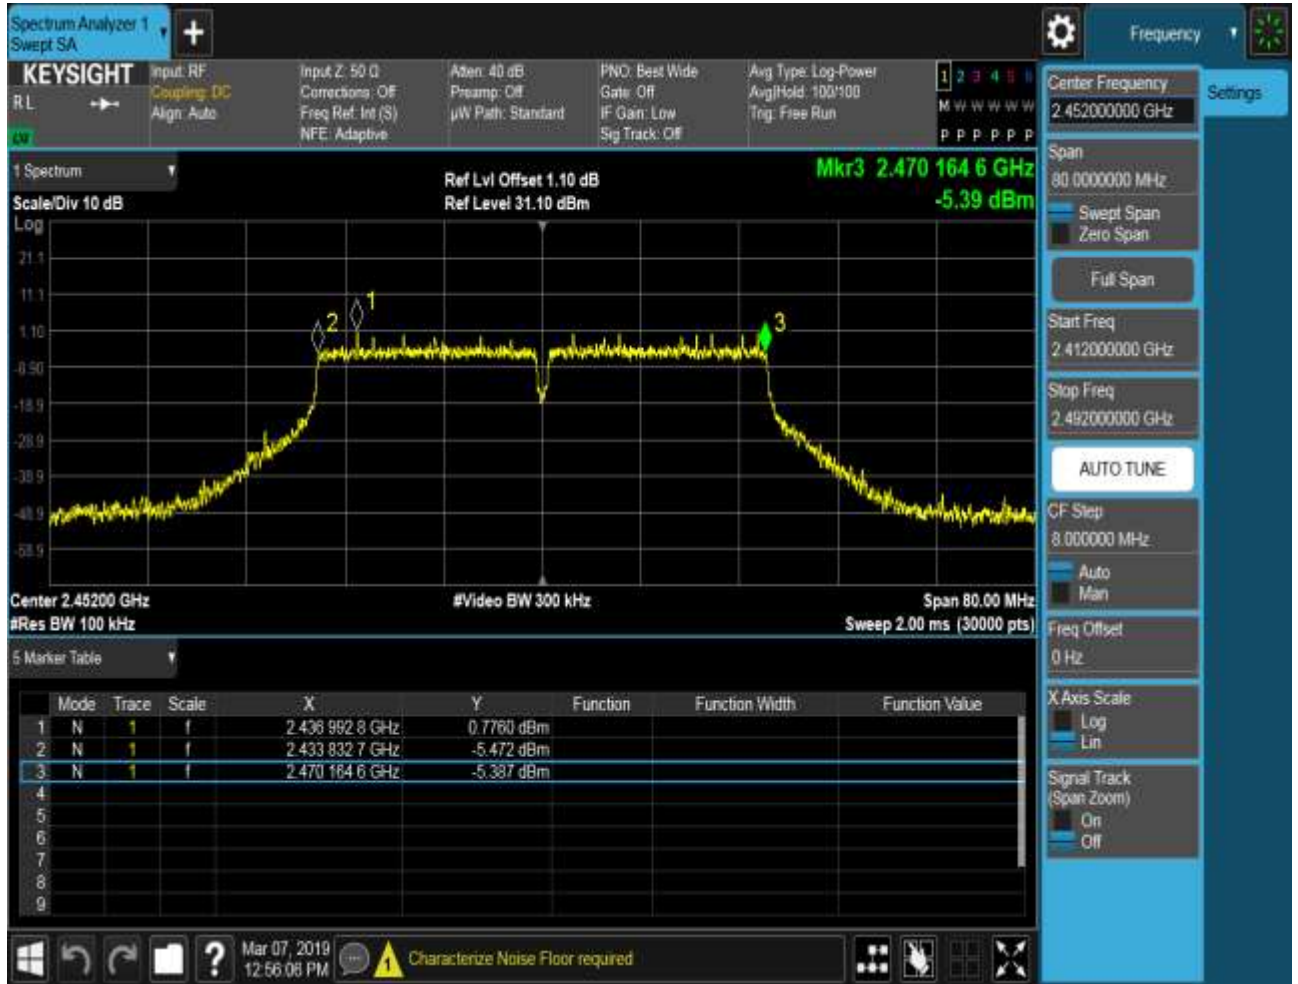 Spectrum Analyzer 1
Swept SA
+
Frequency
KEYSIGHT
R L
Input: RF
Coupling: DC
Align: Auto
Input Z: 50 Ω
Corrections: Off
Freq Ref: Int (S)
NFE: Adaptive
Atten: 40 dB
Preamp: Off
µW Path: Standard
PNO: Best Wide
Gate: Off
IF Gain: Low
Sig Track: Off
Avg Type: Log-Power
Avg|Hold: 100/100
Trig: Free Run
1 2 3 4 5 6
M W W W W W
P P P P P P
1 Spectrum
Scale/Div 10 dB
Ref Lvl Offset 1.10 dB
Ref Level 31.10 dBm
Mkr3 2.470 164 6 GHz
-5.39 dBm
Log
21.1
11.1
1.10
-8.90
-18.9
-28.9
-38.9
-48.9
-58.9
1
2
3
Center 2.45200 GHz
#Video BW 300 kHz
Span 80.00 MHz
#Res BW 100 kHz
Sweep 2.00 ms (30000 pts)
5 Marker Table
Mode Trace Scale X Y Function Function Width Function Value
1 N 1 f 2.436 992 8 GHz 0.7760 dBm
2 N 1 f 2.433 832 7 GHz -5.472 dBm
3 N 1 f 2.470 164 6 GHz -5.387 dBm
4
5
6
7
8
9
Mar 07, 2019
12:56:06 PM
?
1
Characterize Noise Floor required
Center Frequency
2.452000000 GHz
Settings
Span
80.0000000 MHz
Swept Span
Zero Span
Full Span
Start Freq
2.412000000 GHz
Stop Freq
2.492000000 GHz
AUTO TUNE
CF Step
8.000000 MHz
Auto
Man
Freq Offset
0 Hz
X Axis Scale
Log
Lin
Signal Track
(Span Zoom)
On
Off